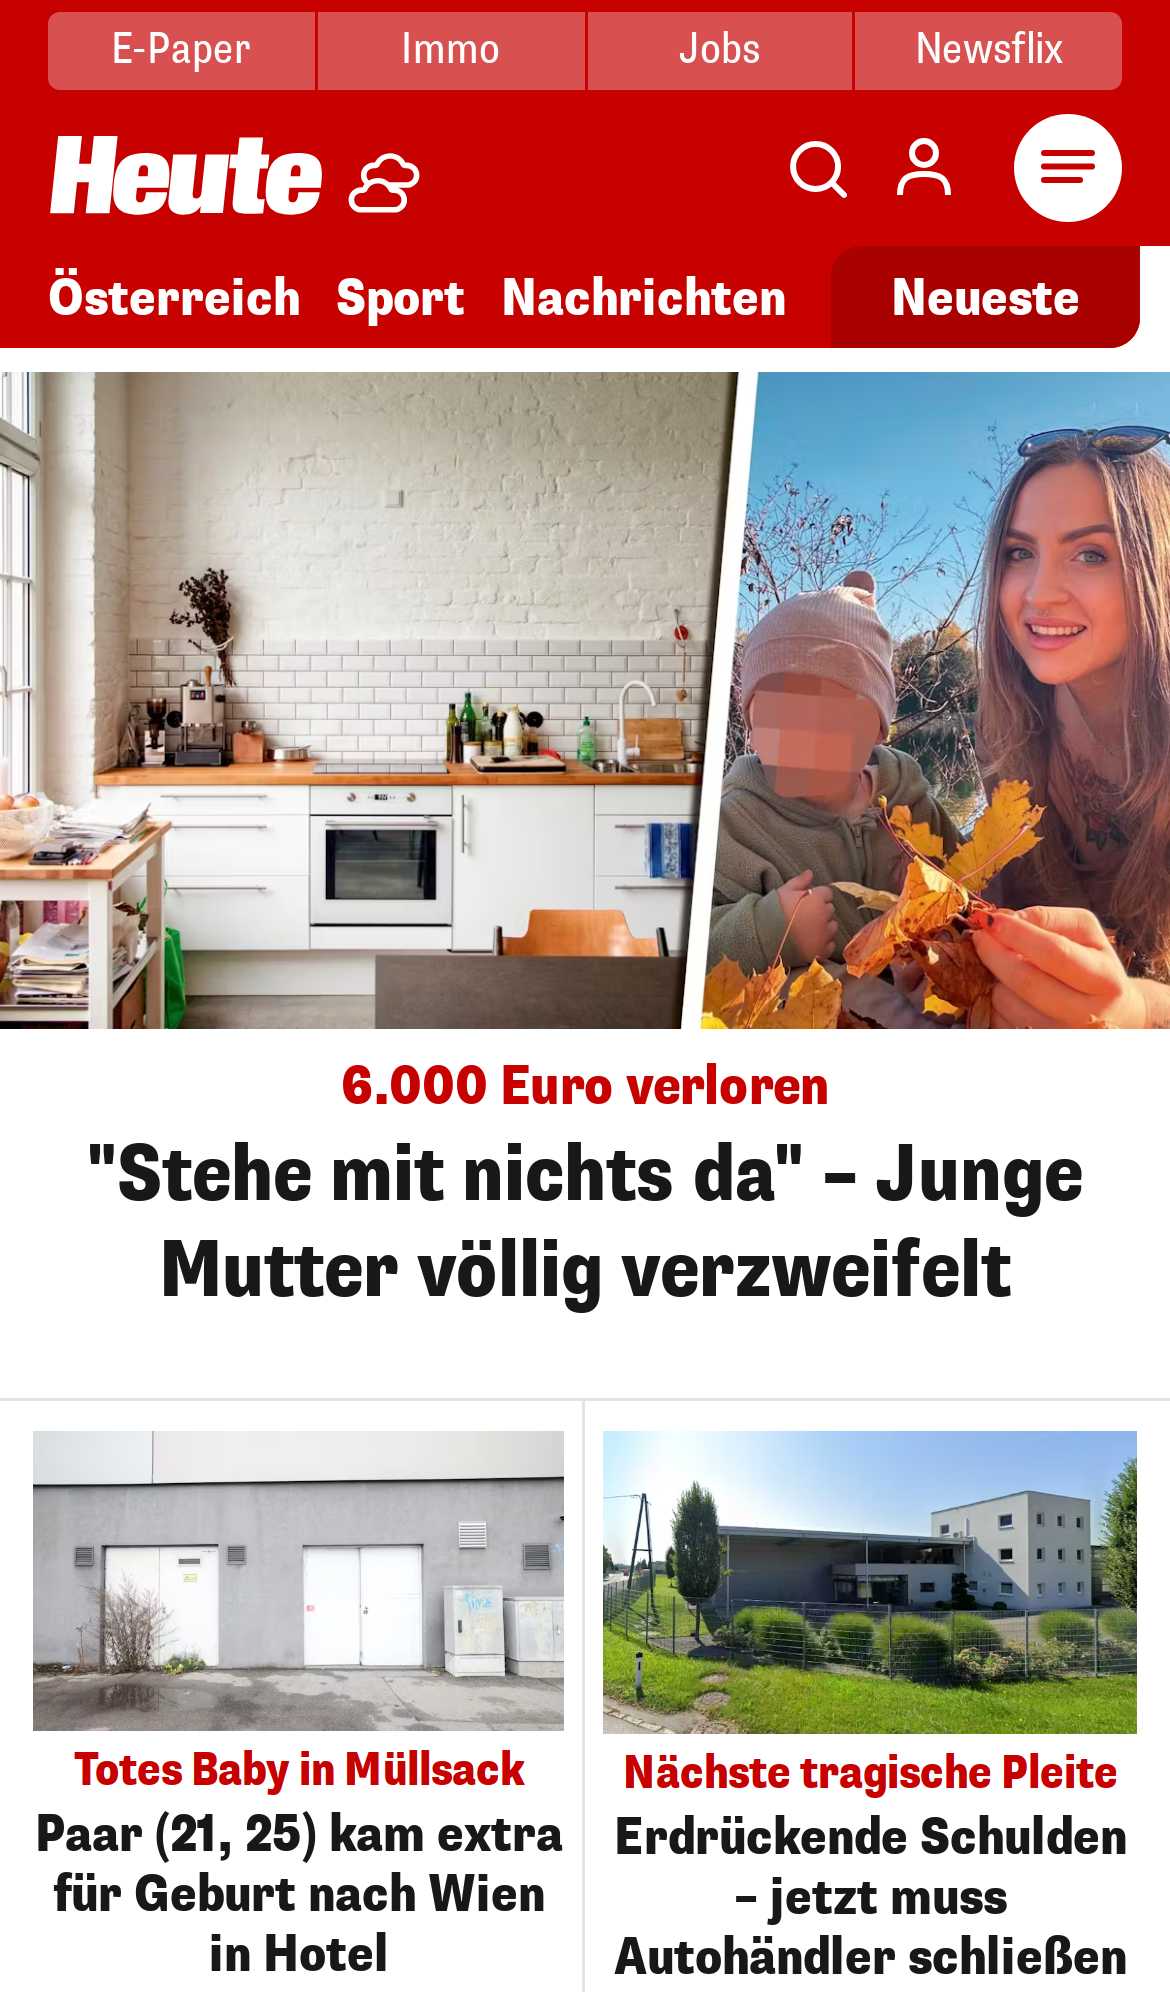 E-Paper
Immo
Jobs
Newsflix
Heute
Österreich
Sport
Nachrichten
Neueste
6.000 Euro verloren
"Stehe mit nichts da" – Junge
Mutter völlig verzweifelt
Totes Baby in Müllsack
Paar (21, 25) kam extra
für Geburt nach Wien
in Hotel
Nächste tragische Pleite
Erdrückende Schulden
– jetzt muss
Autohändler schließen